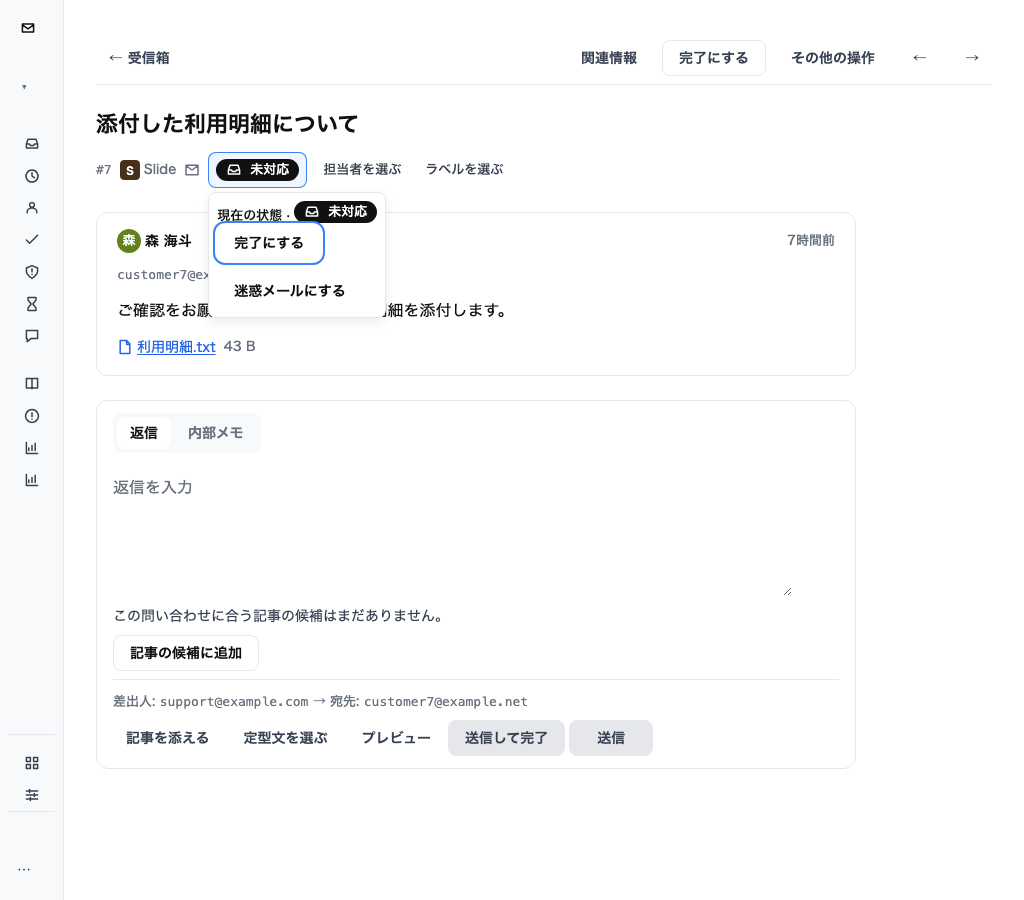 ← 受信箱
関連情報
完了にする
その他の操作
←
→
添付した利用明細について
#7 S Slide 未対応 担当者を選ぶ ラベルを選ぶ
現在の状態 · 未対応
完了にする
迷惑メールにする
森 森 海斗
7時間前
customer7@ex
ご確認をお願
細を添付します。
利用明細.txt 43 B
返信 内部メモ
返信を入力
この問い合わせに合う記事の候補はまだありません。
記事の候補に追加
差出人: support@example.com → 宛先: customer7@example.net
記事を添える 定型文を選ぶ プレビュー 送信して完了 送信